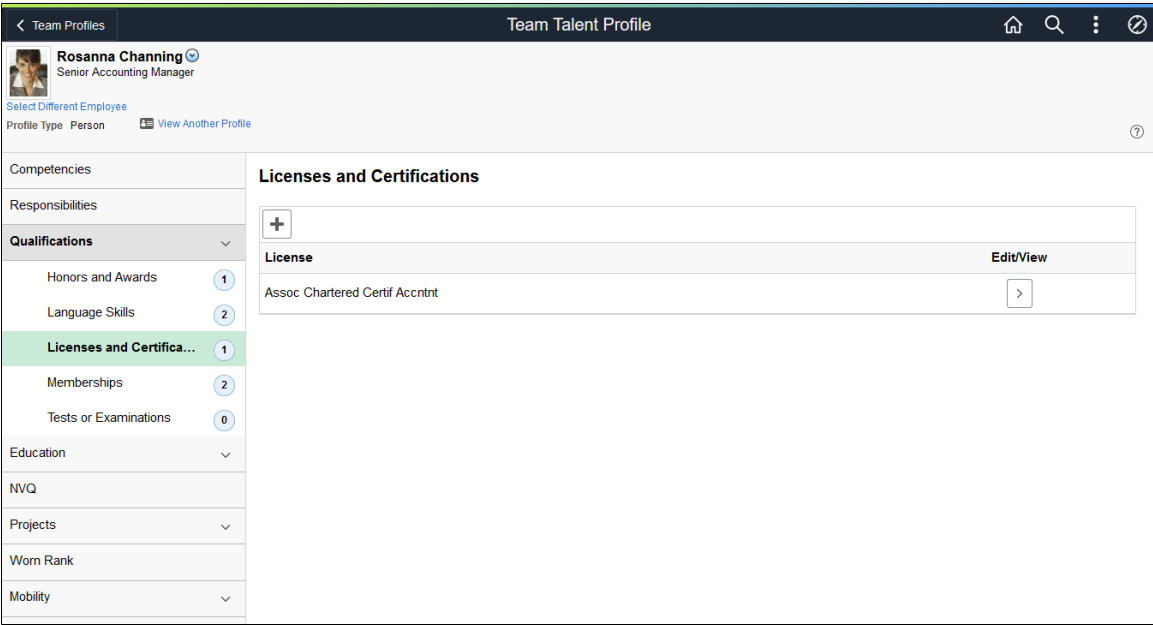 Team Profiles
Team Talent Profile
Rosanna Channing
Senior Accounting Manager
Select Different Employee
Profile Type Person
View Another Profile
?
Competencies
Responsibilities
Qualifications
Honors and Awards 1
Language Skills 2
Licenses and Certifica... 1
Memberships 2
Tests or Examinations 0
Education
NVQ
Projects
Worn Rank
Mobility
Licenses and Certifications
+
License Edit/View
Assoc Chartered Certif Accntnt